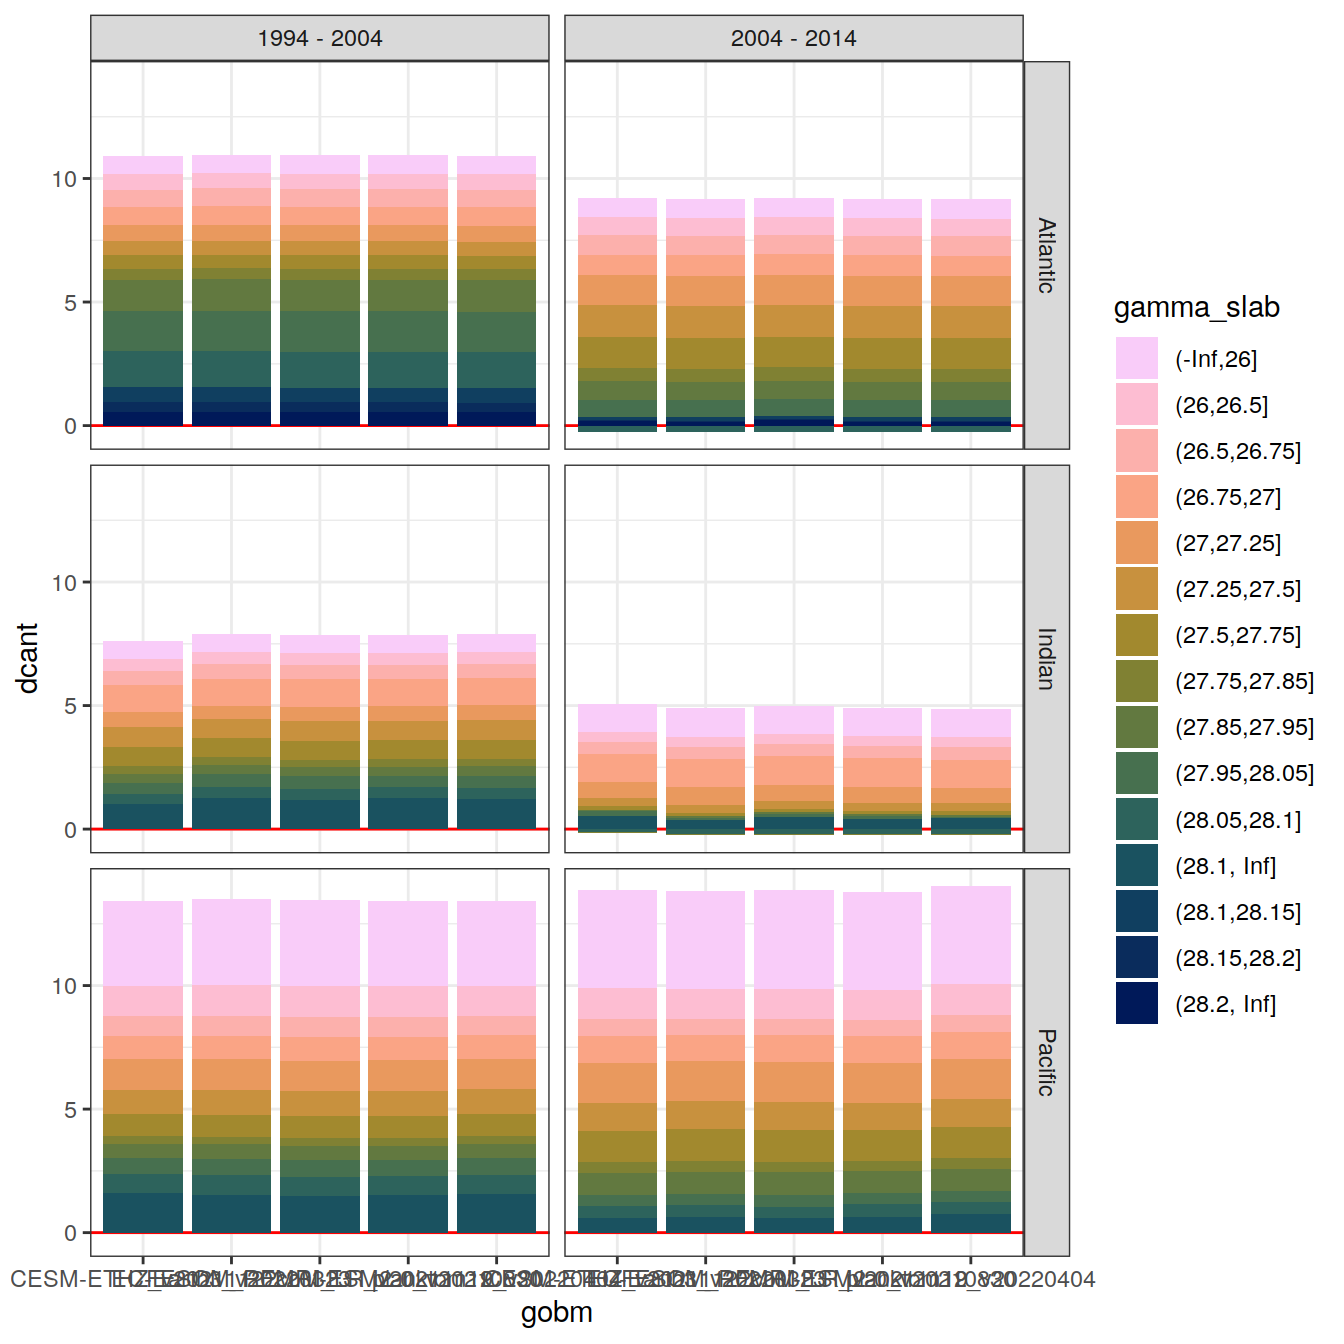 1994 - 2004
2004 - 2014
10
5
0
Atlantic
10
5
0
Indian
10
5
0
Pacific
dcant
gobm
gamma_slab
(-Inf,26]
(26,26.5]
(26.5,26.75]
(26.75,27]
(27,27.25]
(27.25,27.5]
(27.5,27.75]
(27.75,27.85]
(27.85,27.95]
(27.95,28.05]
(28.05,28.1]
(28.1, Inf]
(28.1,28.15]
(28.15,28.2]
(28.2, Inf]